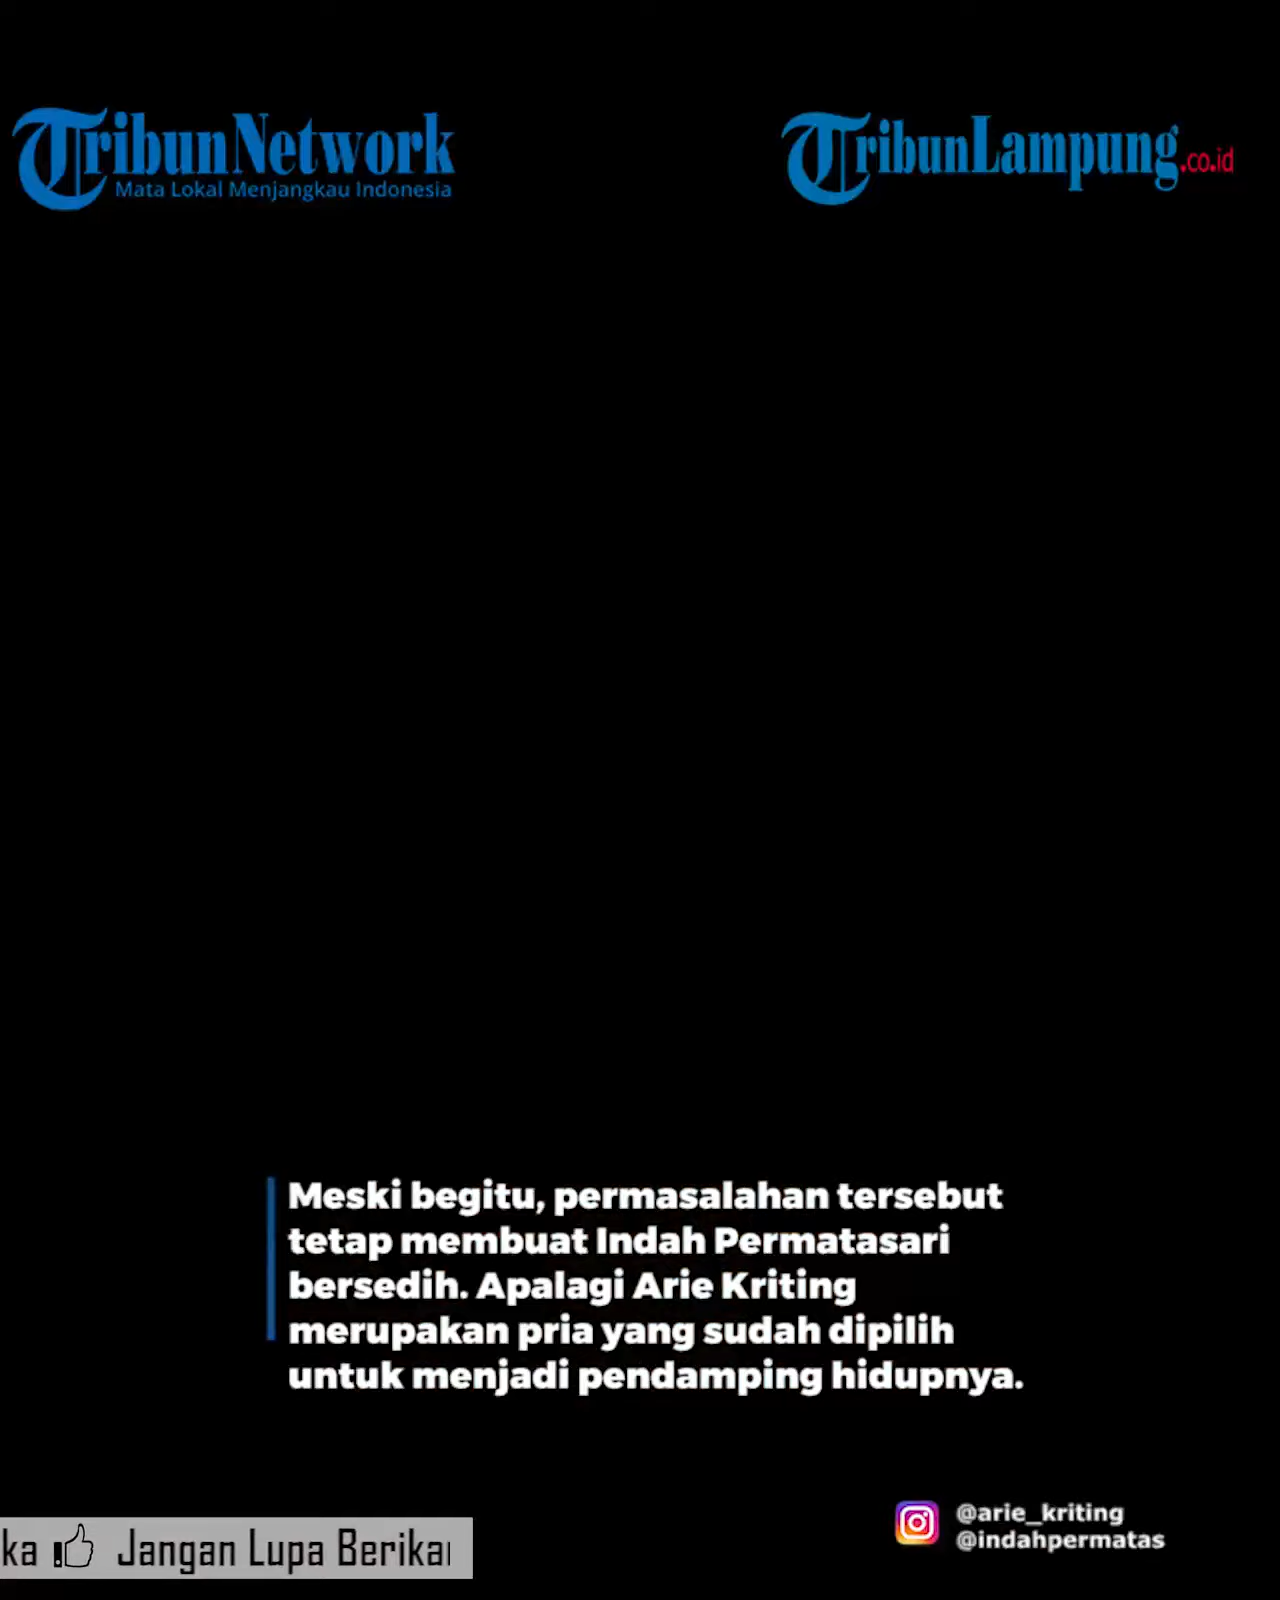 TribunNetwork
Mata Lokal Menjangkau Indonesia
TribunLampung.co.id
Meski begitu, permasalahan tersebut
tetap membuat Indah Permatasari
bersedih. Apalagi Arie Kriting
merupakan pria yang sudah dipilih
untuk menjadi pendamping hidupnya.
@arie_kriting
@indahpermatas
ka Jangan Lupa Berika